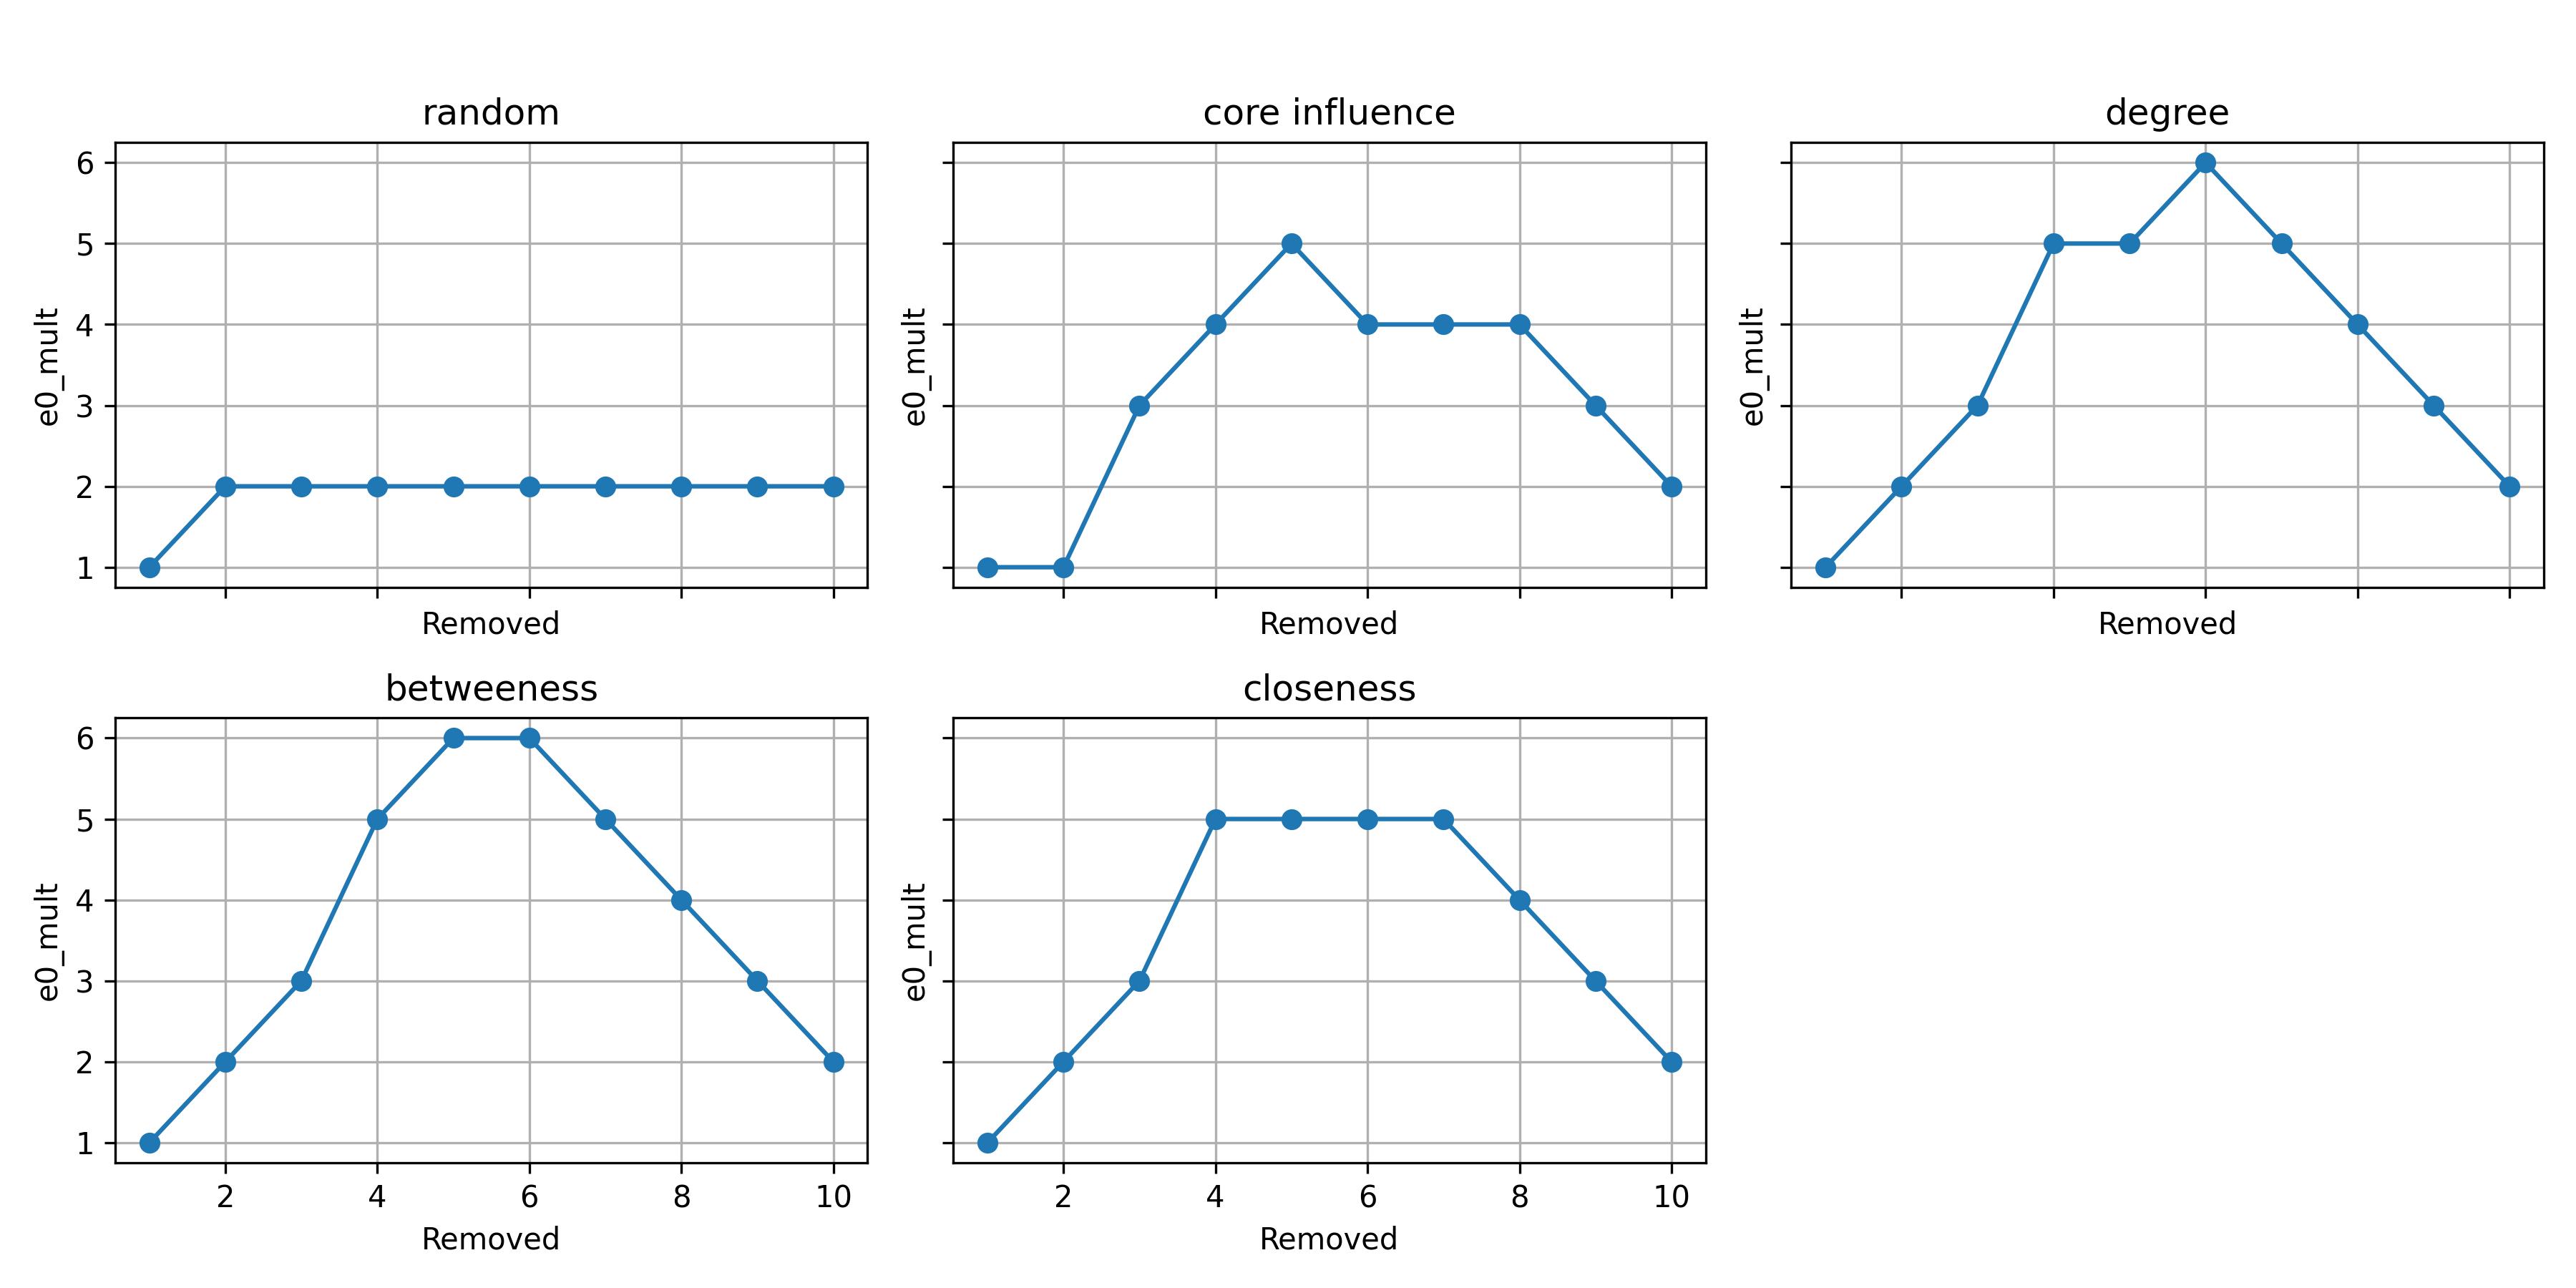 random
core influence
degree
6
5
4
3
2
1
e0_mult
e0_mult
e0_mult
Removed
Removed
Removed
betweeness
closeness
6
5
4
3
2
1
e0_mult
e0_mult
2 4 6 8 10
2 4 6 8 10
Removed
Removed